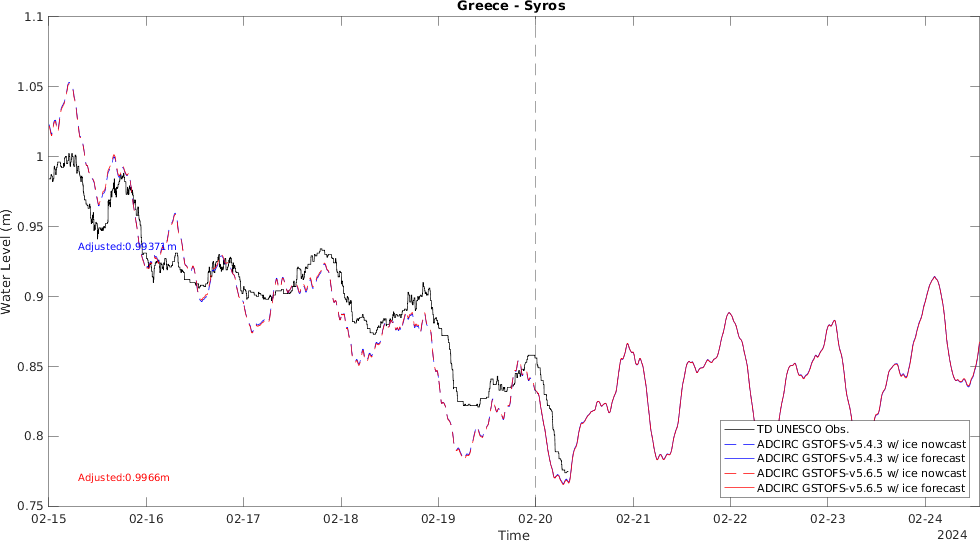 Greece - Syros
1.1
1.05
1
0.95
0.9
0.85
0.8
0.75
Water Level (m)
Adjusted:0.99371m
Adjusted:0.9966m
TD UNESCO Obs.
ADCIRC GSTOFS-v5.4.3 w/ ice nowcast
ADCIRC GSTOFS-v5.4.3 w/ ice forecast
ADCIRC GSTOFS-v5.6.5 w/ ice nowcast
ADCIRC GSTOFS-v5.6.5 w/ ice forecast
02-15 02-16 02-17 02-18 02-19 02-20 02-21 02-22 02-23 02-24
Time
2024